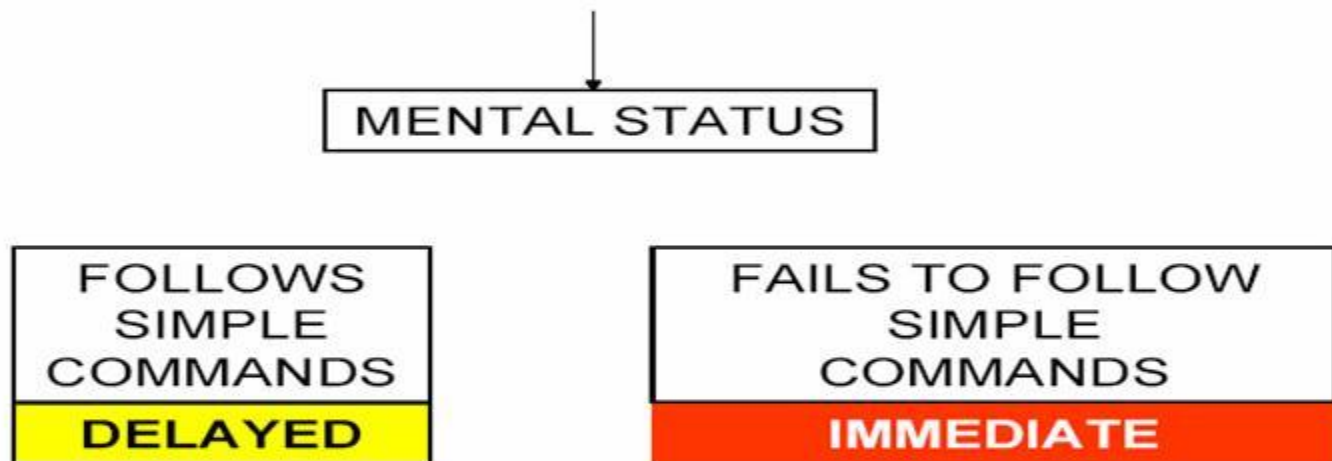 MENTAL STATUS
FOLLOWS
SIMPLE
COMMANDS
DELAYED
FAILS TO FOLLOW
SIMPLE
COMMANDS
IMMEDIATE